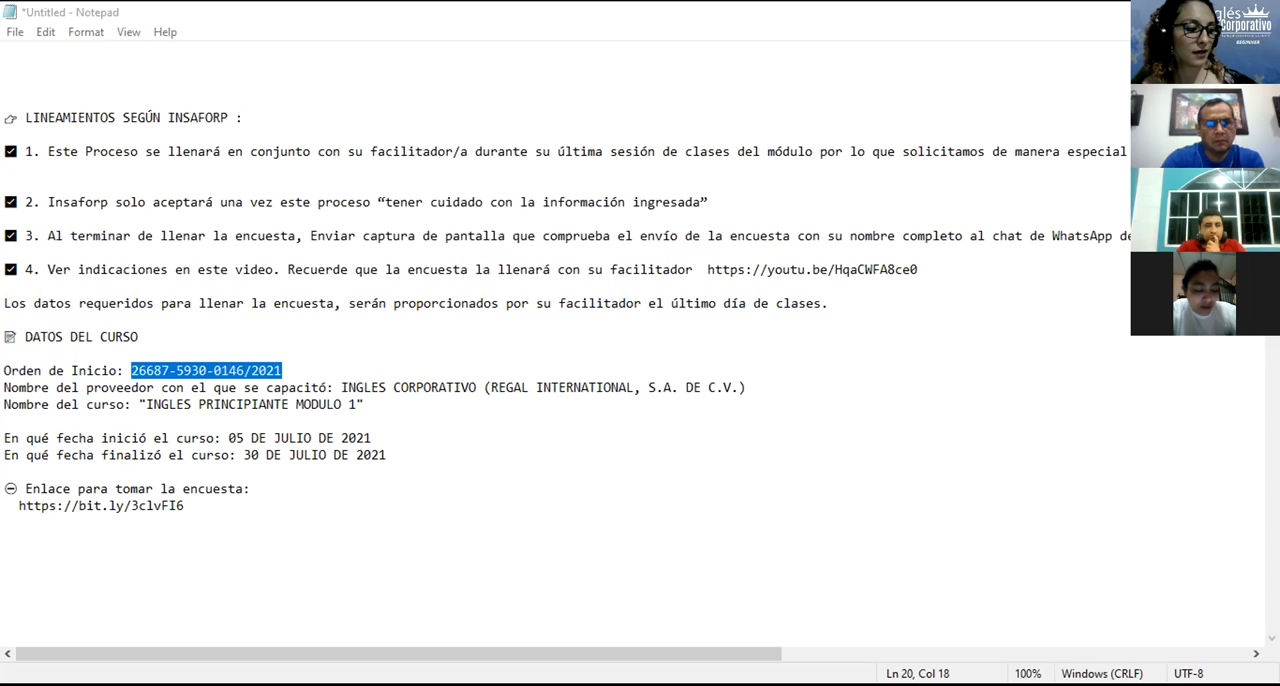 *Untitled - Notepad
File Edit Format View Help
LINEAMIENTOS SEGÚN INSAFORP :
1. Este Proceso se llenará en conjunto con su facilitador/a durante su última sesión de clases del módulo por lo que solicitamos de manera especial
2. Insaforp solo aceptará una vez este proceso “tener cuidado con la información ingresada”
3. Al terminar de llenar la encuesta, Enviar captura de pantalla que comprueba el envío de la encuesta con su nombre completo al chat de WhatsApp de
4. Ver indicaciones en este video. Recuerde que la encuesta la llenará con su facilitador https://youtu.be/HqaCWFA8ce0
Los datos requeridos para llenar la encuesta, serán proporcionados por su facilitador el último día de clases.
DATOS DEL CURSO
Orden de Inicio: 26687-5930-0146/2021
Nombre del proveedor con el que se capacitó: INGLES CORPORATIVO (REGAL INTERNATIONAL, S.A. DE C.V.)
Nombre del curso: "INGLES PRINCIPIANTE MODULO 1"
En qué fecha inició el curso: 05 DE JULIO DE 2021
En qué fecha finalizó el curso: 30 DE JULIO DE 2021
Enlace para tomar la encuesta:
https://bit.ly/3clvFI6
Ln 20, Col 18 100% Windows (CRLF) UTF-8
glés
Corporativo
BEGINNER